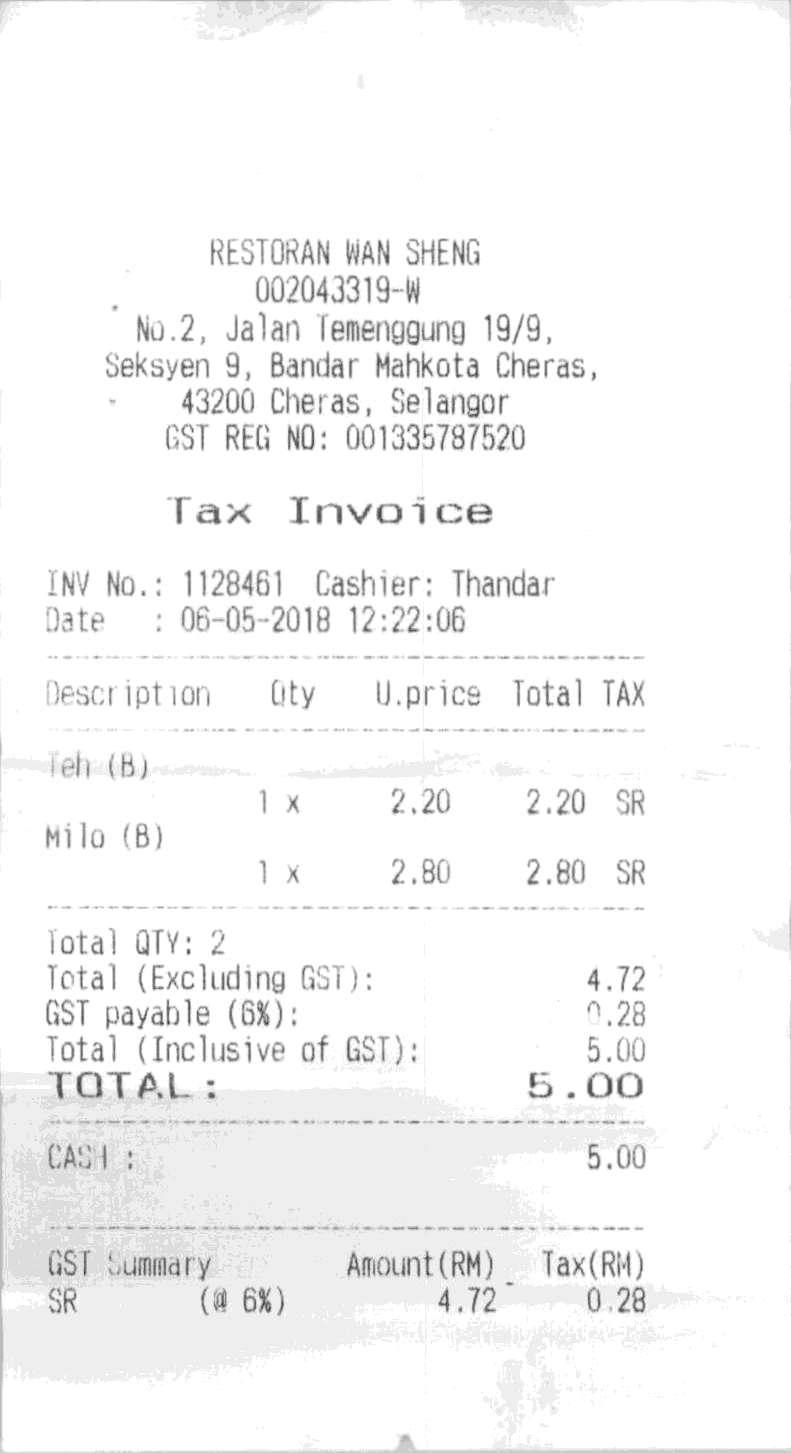 RESTORAN WAN SHENG
002043319-W
No.2, Jalan Temenggung 19/9,
Seksyen 9, Bandar Mahkota Cheras,
43200 Cheras, Selangor
GST REG NO: 001335787520
Tax Invoice
INV No.: 1128461 Cashier: Thandar
Date : 06-05-2018 12:22:06
Description Qty U.price Total TAX
Teh (B)
1 x 2.20 2.20 SR
Milo (B)
1 x 2.80 2.80 SR
Total QTY: 2
Total (Excluding GST): 4.72
GST payable (6%): 0.28
Total (Inclusive of GST): 5.00
TOTAL: 5.00
CASH : 5.00
GST Summary Amount(RM) Tax(RM)
SR (@ 6%) 4.72 0.28